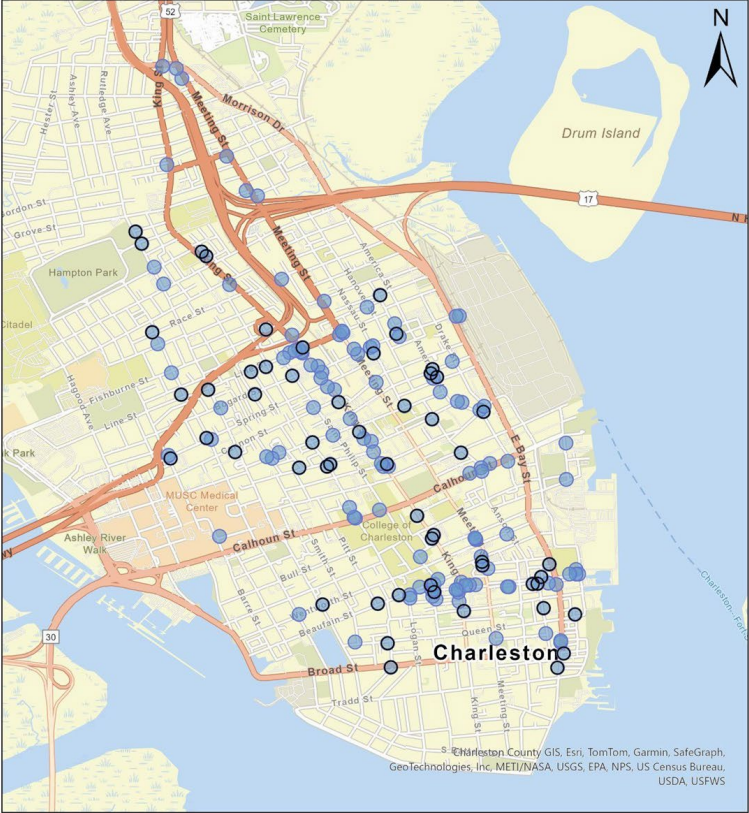 52
Saint Lawrence
Cemetery
N
King St
Hester St
Ashley Ave
Rutledge Ave
Meeting St
Morrison Dr
Drum Island
17
Gordon St
Grove St
Hampton Park
Meeting St
America St
Hanover
Nassau St
Citadel
Race St
Drake
Hagood Ave
Fishburne St
Line St
Spring St
Cannon St
Philip St
E Bay St
k Park
MUSC Medical
Center
Calhoun
College of
Charleston
Ashley River
Walk
Calhoun St
Smith St
Pitt St
Bull St
Barre St
Wentworth St
Beaufain St
Logan St
Queen St
30
Charleston
Broad St
Tradd St
King St
Meeting St
Charleston County GIS, Esri, TomTom, Garmin, SafeGraph,
GeoTechnologies, Inc, METI/NASA, USGS, EPA, NPS, US Census Bureau,
USDA, USFWS